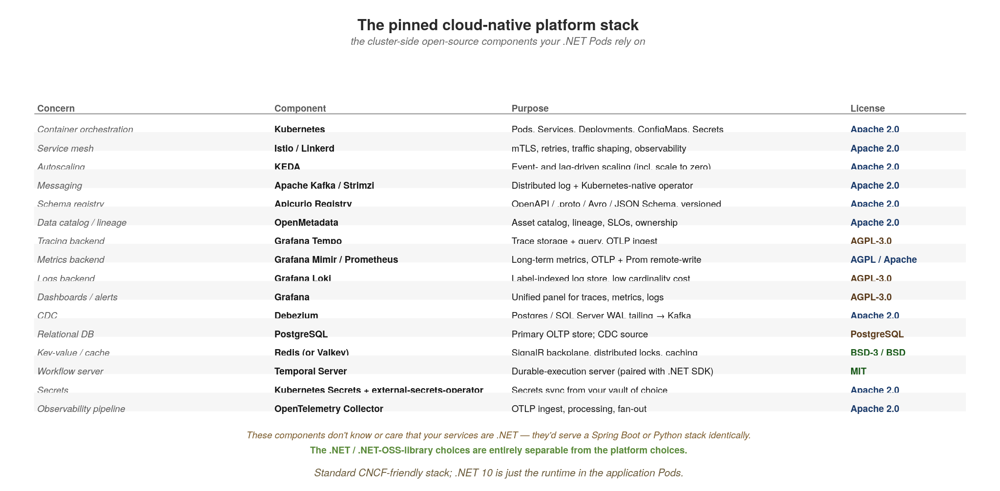 The pinned cloud-native platform stack
the cluster-side open-source components your .NET Pods rely on
Concern Component Purpose License
Container orchestration Kubernetes Pods, Services, Deployments, ConfigMaps, Secrets Apache 2.0
Service mesh Istio / Linkerd mTLS, retries, traffic shaping, observability Apache 2.0
Autoscaling KEDA Event- and lag-driven scaling (incl. scale to zero) Apache 2.0
Messaging Apache Kafka / Strimzi Distributed log + Kubernetes-native operator Apache 2.0
Schema registry Apicurio Registry OpenAPI / .proto / Avro / JSON Schema, versioned Apache 2.0
Data catalog / lineage OpenMetadata Asset catalog, lineage, SLOs, ownership Apache 2.0
Tracing backend Grafana Tempo Trace storage + query, OTLP ingest AGPL-3.0
Metrics backend Grafana Mimir / Prometheus Long-term metrics, OTLP + Prom remote-write AGPL / Apache
Logs backend Grafana Loki Label-indexed log store, low cardinality cost AGPL-3.0
Dashboards / alerts Grafana Unified panel for traces, metrics, logs AGPL-3.0
CDC Debezium Postgres / SQL Server WAL tailing → Kafka Apache 2.0
Relational DB PostgreSQL Primary OLTP store; CDC source PostgreSQL
Key-value / cache Redis (or Valkey) SignalR backplane, distributed locks, caching BSD-3 / BSD
Workflow server Temporal Server Durable-execution server (paired with .NET SDK) MIT
Secrets Kubernetes Secrets + external-secrets-operator Secrets sync from your vault of choice Apache 2.0
Observability pipeline OpenTelemetry Collector OTLP ingest, processing, fan-out Apache 2.0
These components don't know or care that your services are .NET — they'd serve a Spring Boot or Python stack identically.
The .NET / .NET-OSS-library choices are entirely separable from the platform choices.
Standard CNCF-friendly stack; .NET 10 is just the runtime in the application Pods.